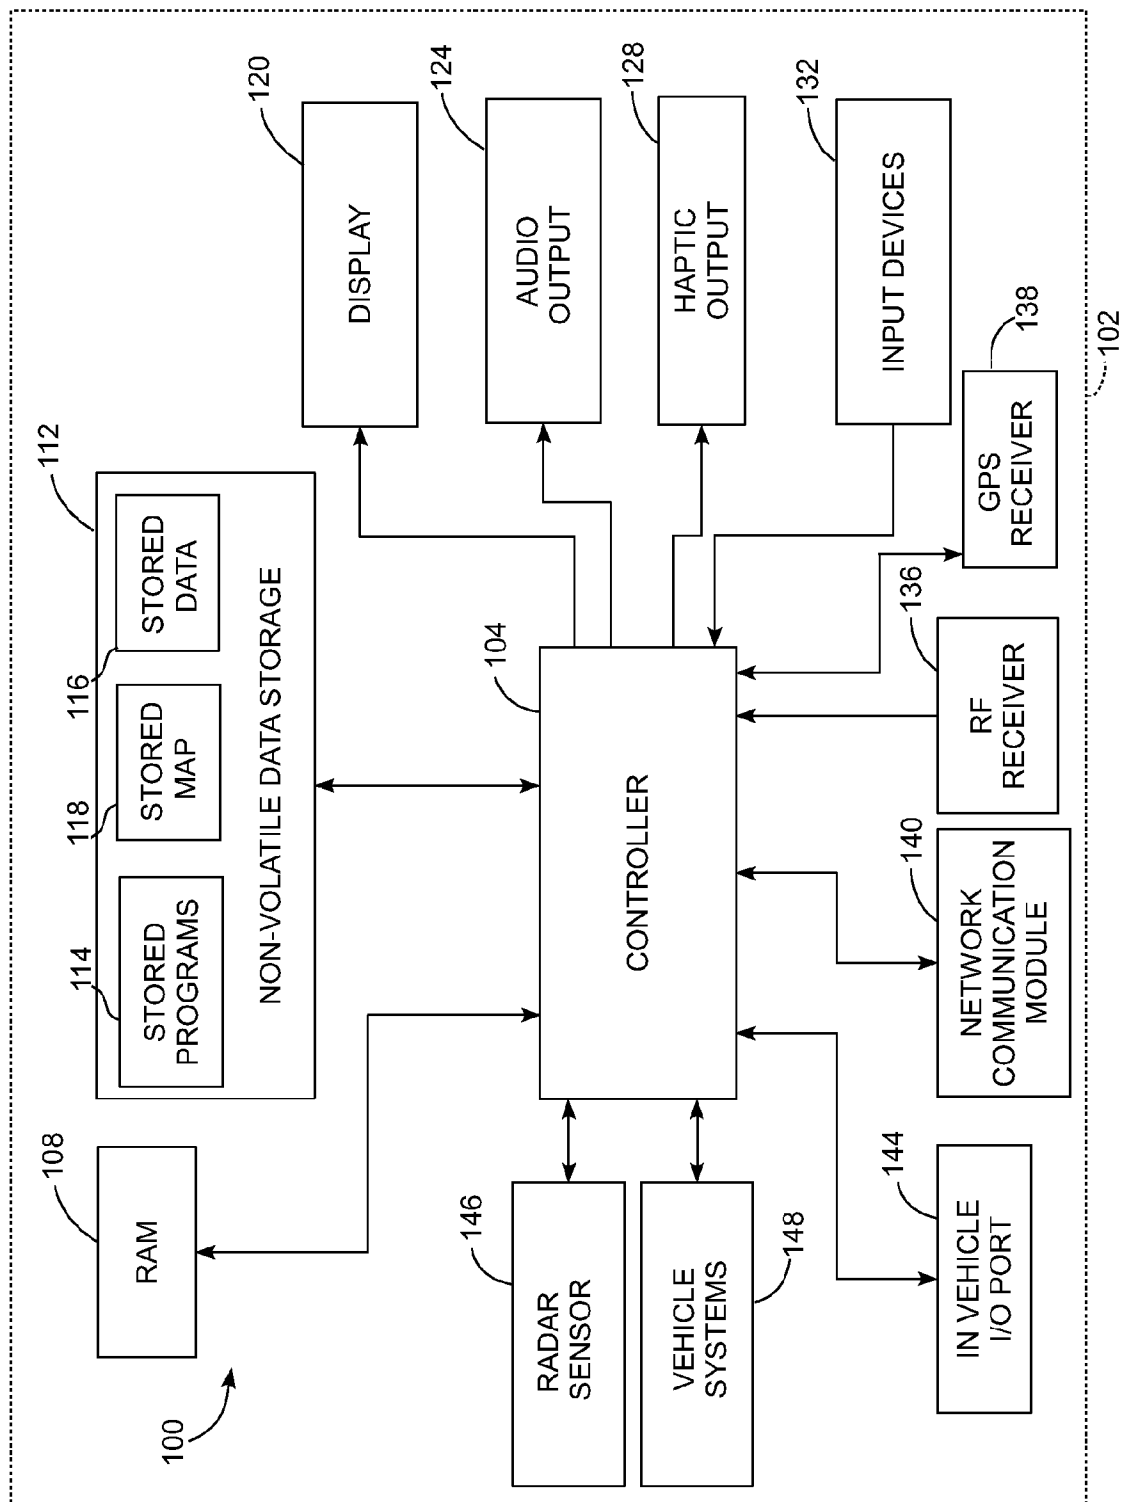 100
108
RAM
112
114
STORED
PROGRAMS
118
STORED
MAP
116
STORED
DATA
NON-VOLATILE DATA STORAGE
120
DISPLAY
124
AUDIO
OUTPUT
128
HAPTIC
OUTPUT
132
INPUT DEVICES
104
CONTROLLER
146
RADAR
SENSOR
VEHICLE
SYSTEMS
148
144
IN VEHICLE
I/O PORT
140
NETWORK
COMMUNICATION
MODULE
136
RF
RECEIVER
138
GPS
RECEIVER
102